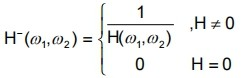 H⁻(ω₁,ω₂) = { 1 / H(ω₁,ω₂) ,H ≠ 0
0 H = 0